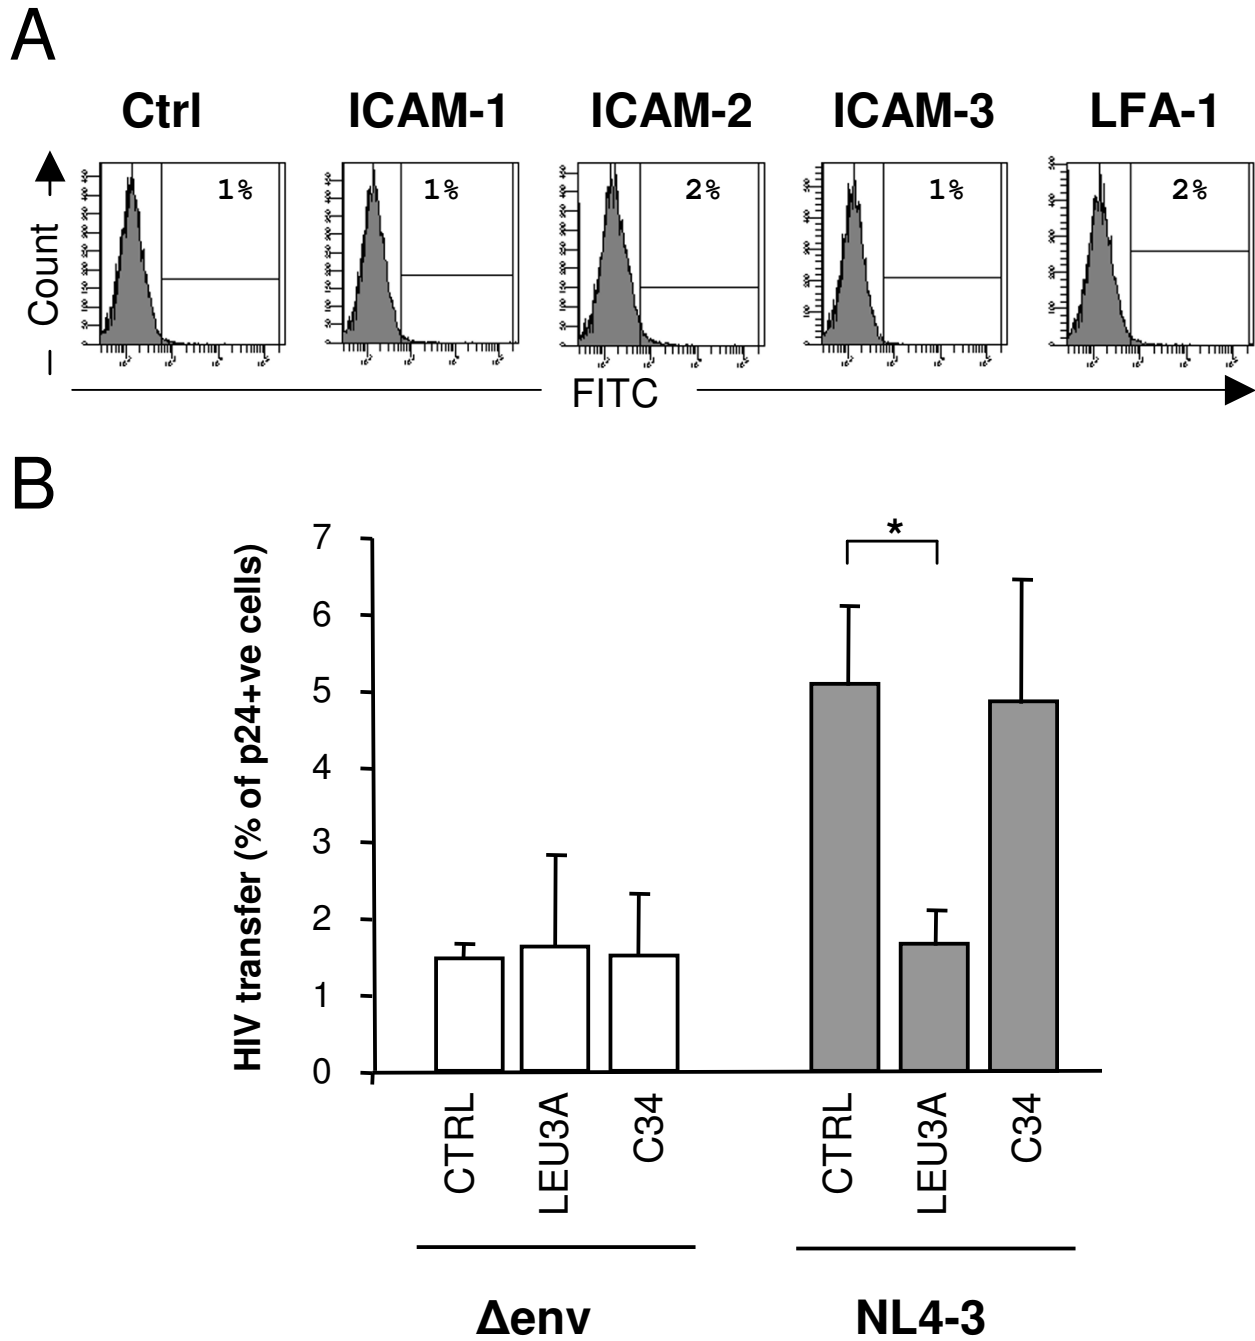 A
Ctrl ICAM-1 ICAM-2 ICAM-3 LFA-1
1% 1% 2% 1% 2%
Count
FITC
B
HIV transfer (% of p24+ve cells)
7
6
5
4
3
2
1
0
*
CTRL LEU3A C34 CTRL LEU3A C34
Δenv NL4-3